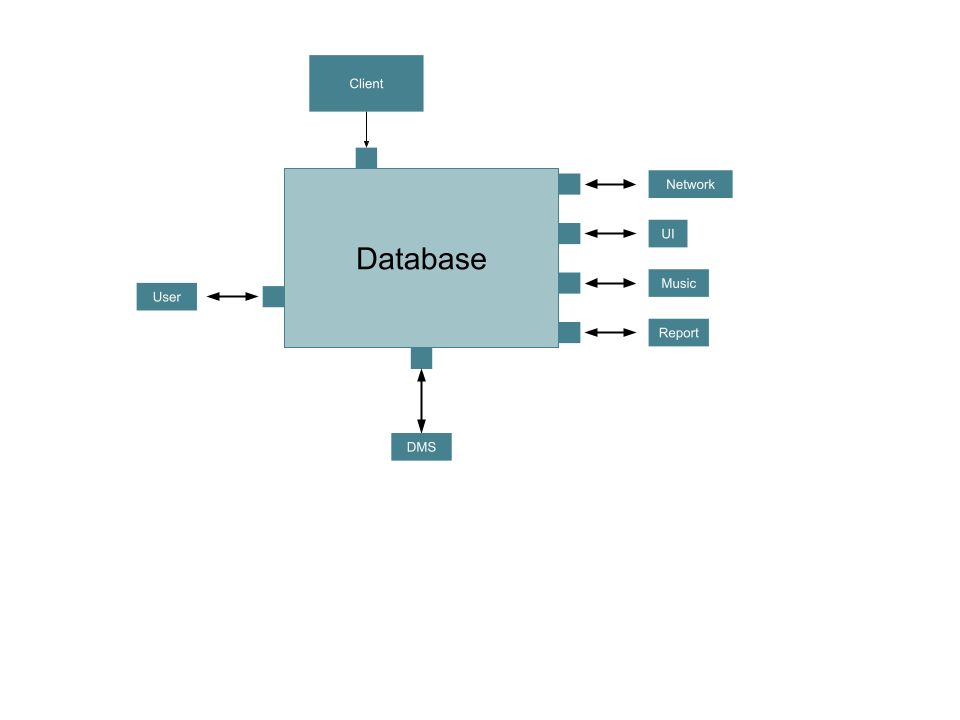 Client
Network
UI
Database
Music
User
Report
DMS